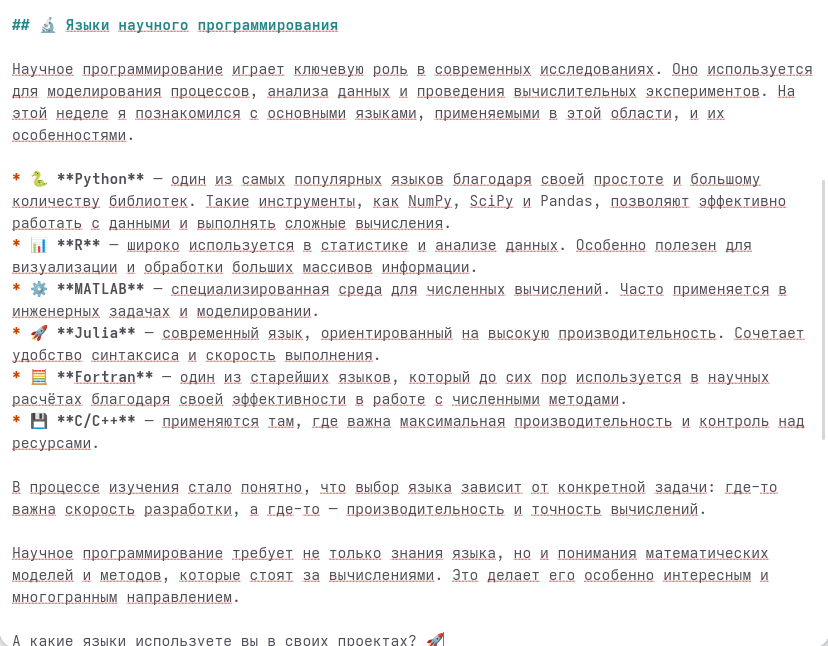 ## 🔬 Языки научного программирования
Научное программирование играет ключевую роль в современных исследованиях. Оно используется
для моделирования процессов, анализа данных и проведения вычислительных экспериментов. На
этой неделе я познакомился с основными языками, применяемыми в этой области, и их
особенностями.
* 🐍 **Python** — один из самых популярных языков благодаря своей простоте и большому
количеству библиотек. Такие инструменты, как NumPy, SciPy и Pandas, позволяют эффективно
работать с данными и выполнять сложные вычисления.
* 📊 **R** — широко используется в статистике и анализе данных. Особенно полезен для
визуализации и обработки больших массивов информации.
* ⚙️ **MATLAB** — специализированная среда для численных вычислений. Часто применяется в
инженерных задачах и моделировании.
* 🚀 **Julia** — современный язык, ориентированный на высокую производительность. Сочетает
удобство синтаксиса и скорость выполнения.
* 🧮 **Fortran** — один из старейших языков, который до сих пор используется в научных
расчётах благодаря своей эффективности в работе с численными методами.
* 💾 **C/C++** — применяются там, где важна максимальная производительность и контроль над
ресурсами.
В процессе изучения стало понятно, что выбор языка зависит от конкретной задачи: где-то
важна скорость разработки, а где-то — производительность и точность вычислений.
Научное программирование требует не только знания языка, но и понимания математических
моделей и методов, которые стоят за вычислениями. Это делает его особенно интересным и
многогранным направлением.
А какие языки используете вы в своих проектах? 🚀